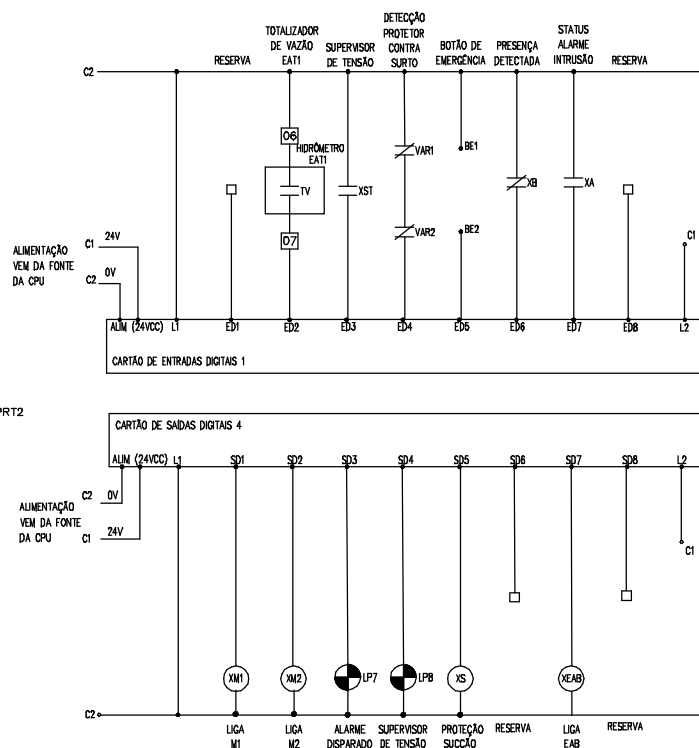 RESERVA
TOTALIZADOR
DE VAZÃO
EAT1
SUPERVISOR
DE TENSÃO
DETECÇÃO
PROTETOR
CONTRA
SURTO
BOTÃO DE
EMERGÊNCIA
PRESENÇA
DETECTADA
STATUS
ALARME
INTRUSÃO
RESERVA
C2
06
HIDRÔMETRO
EAT1
TV
07
XST
VAR1
VAR2
BE1
BE2
XB
XA
C1
ALIMENTAÇÃO
VEM DA FONTE
DA CPU
C1 24V
C2 0V
ALIM (24VCC) L1 ED1 ED2 ED3 ED4 ED5 ED6 ED7 ED8 L2
CARTÃO DE ENTRADAS DIGITAIS 1
PRT2
CARTÃO DE SAÍDAS DIGITAIS 4
ALIM (24VCC) L1 SD1 SD2 SD3 SD4 SD5 SD6 SD7 SD8 L2
ALIMENTAÇÃO
VEM DA FONTE
DA CPU
C2 0V
C1 24V
C1
XM1 XM2 LP7 LP8 XS XEAB
C2
LIGA
M1
LIGA
M2
ALARME
DISPARADO
SUPERVISOR
DE TENSÃO
PROTEÇÃO
SUCCÃO
RESERVA
LIGA
EAB
RESERVA